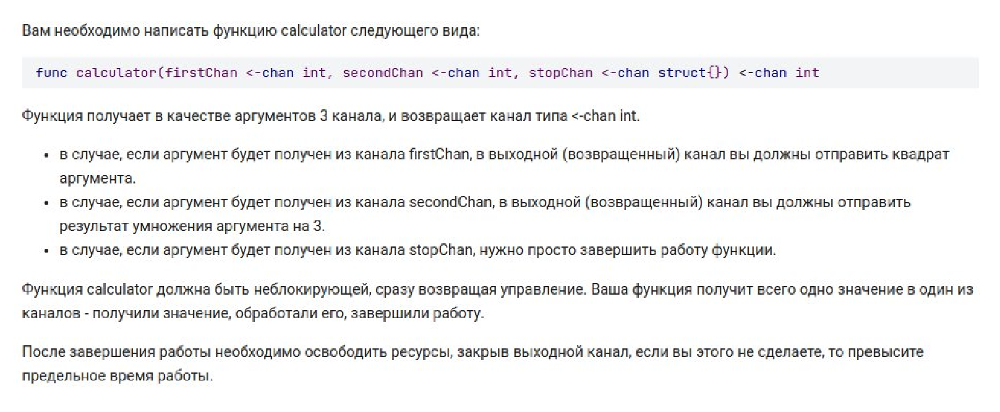 Вам необходимо написать функцию calculator следующего вида:
func calculator(firstChan <-chan int, secondChan <-chan int, stopChan <-chan struct{}) <-chan int
Функция получает в качестве аргументов 3 канала, и возвращает канал типа <-chan int.
• в случае, если аргумент будет получен из канала firstChan, в выходной (возвращенный) канал вы должны отправить квадрат
аргумента.
• в случае, если аргумент будет получен из канала secondChan, в выходной (возвращенный) канал вы должны отправить
результат умножения аргумента на 3.
• в случае, если аргумент будет получен из канала stopChan, нужно просто завершить работу функции.
Функция calculator должна быть неблокирующей, сразу возвращая управление. Ваша функция получит всего одно значение в один из
каналов - получили значение, обработали его, завершили работу.
После завершения работы необходимо освободить ресурсы, закрыв выходной канал, если вы этого не сделаете, то превысите
предельное время работы.